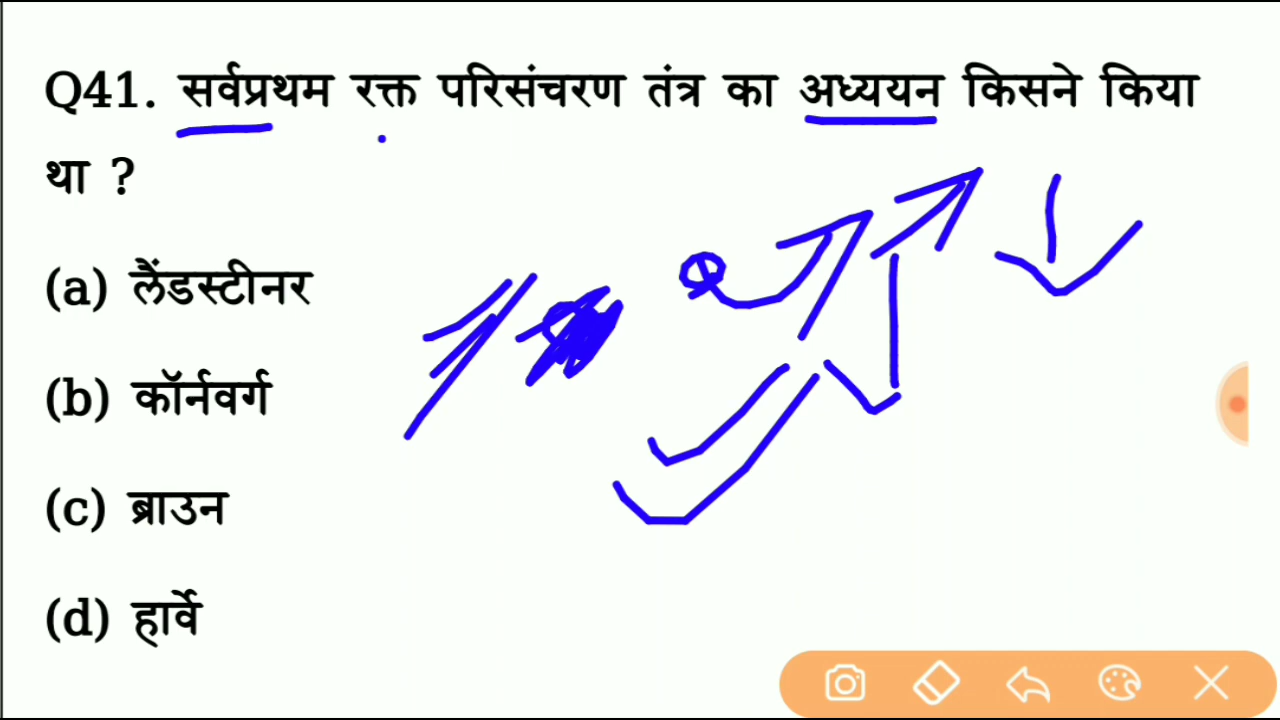 Q41. सर्वप्रथम रक्त परिसंचरण तंत्र का अध्ययन किसने किया
था ?
(a) लैंडस्टीनर
(b) कॉर्नवर्ग
(c) ब्राउन
(d) हार्वे